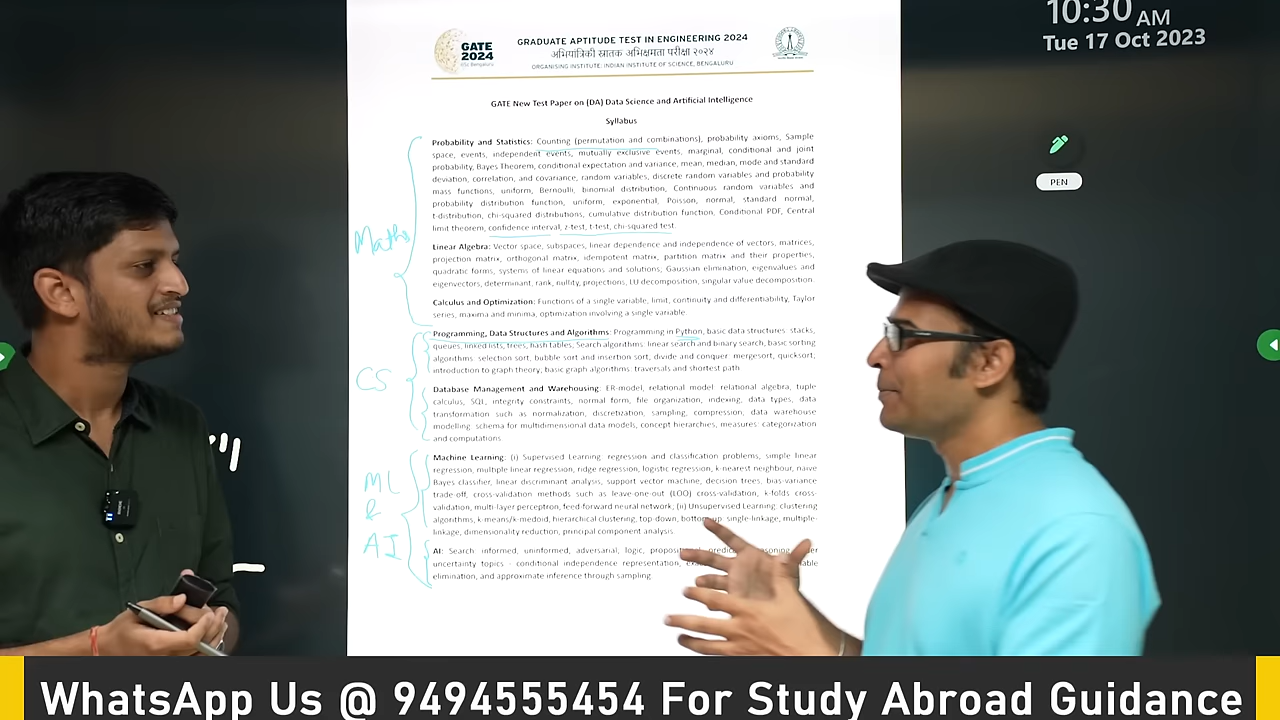 10:30 AM
Tue 17 Oct 2023
PEN
GATE
2024
IISc Bengaluru
GRADUATE APTITUDE TEST IN ENGINEERING 2024
अभियांत्रिकी स्नातक अभिक्षमता परीक्षा २०२४
ORGANISING INSTITUTE: INDIAN INSTITUTE OF SCIENCE, BENGALURU
GATE New Test Paper on (DA) Data Science and Artificial Intelligence
Syllabus
Probability and Statistics: Counting (permutation and combinations), probability axioms, Sample
space, events, independent events, mutually exclusive events, marginal, conditional and joint
probability, Bayes Theorem, conditional expectation and variance, mean, median, mode and standard
deviation, correlation, and covariance, random variables, discrete random variables and probability
mass functions, uniform, Bernoulli, binomial distribution, Continuous random variables and
probability distribution function, uniform, exponential, Poisson, normal, standard normal,
t-distribution, chi-squared distributions, cumulative distribution function, Conditional PDF, Central
limit theorem, confidence interval, z-test, t-test, chi-squared test.
Maths
Linear Algebra: Vector space, subspaces, linear dependence and independence of vectors, matrices,
projection matrix, orthogonal matrix, idempotent matrix, partition matrix and their properties,
quadratic forms, systems of linear equations and solutions, Gaussian elimination, eigenvalues and
eigenvectors, determinant, rank, nullity, projections, LU decomposition, singular value decomposition
Calculus and Optimization: Functions of a single variable, limit, continuity and differentiability, Taylor
series, maxima and minima, optimization involving a single variable.
Programming, Data Structures and Algorithms: Programming in Python, basic data structures: stacks,
queues, linked lists, trees, hash tables, Search algorithms: linear search and binary search, basic sorting
algorithms: selection sort, bubble sort and insertion sort, divide and conquer: mergesort, quicksort,
introduction to graph theory; basic graph algorithms: traversals and shortest path
CS
Database Management and Warehousing: ER-model, relational model: relational algebra, tuple
calculus, SQL, integrity constraints, normal form, file organization, indexing, data types, data
transformation such as normalization, discretization, sampling, compression, data warehouse
modelling: schema for multidimensional data models, concept hierarchies, measures: categorization
and computations
Machine Learning: (i) Supervised Learning: regression and classification problems, simple linear
regression, multiple linear regression, ridge regression, logistic regression, k-nearest neighbour, naive
Bayes classifier, linear discriminant analysis, support vector machine, decision trees, bias-variance
trade-off, cross-validation methods such as leave-one-out (LOO) cross-validation, k-folds cross-
validation, multi-layer perceptron, feed-forward neural network; (ii) Unsupervised Learning: clustering
algorithms, k-means/k-medoid, hierarchical clustering, top-down, bottom-up: single-linkage, multiple-
linkage, dimensionality reduction, principal component analysis
ML
&
AI
AI: Search: informed, uninformed, adversarial, logic,
uncertainty topics - conditional independence representation,
elimination, and approximate inference through sampling
WhatsApp Us @ 9494555454 For Study Abroad Guidance